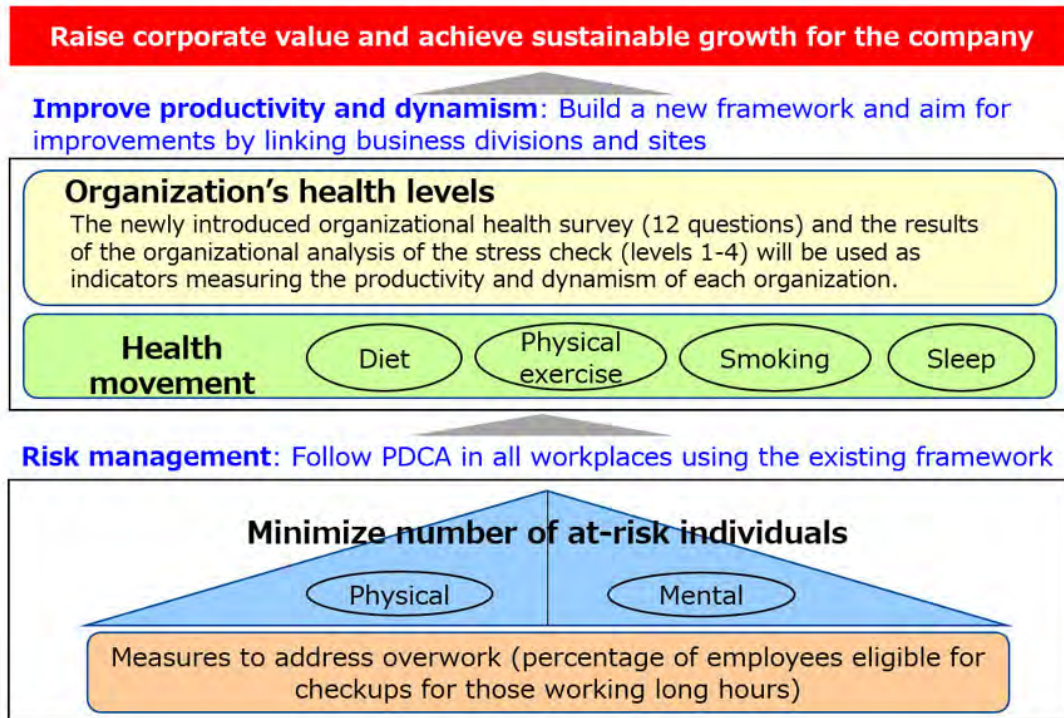 Raise corporate value and achieve sustainable growth for the company
Improve productivity and dynamism: Build a new framework and aim for
improvements by linking business divisions and sites
Organization’s health levels
The newly introduced organizational health survey (12 questions) and the results
of the organizational analysis of the stress check (levels 1-4) will be used as
indicators measuring the productivity and dynamism of each organization.
Health
movement
Diet
Physical
exercise
Smoking
Sleep
Risk management: Follow PDCA in all workplaces using the existing framework
Minimize number of at-risk individuals
Physical
Mental
Measures to address overwork (percentage of employees eligible for
checkups for those working long hours)